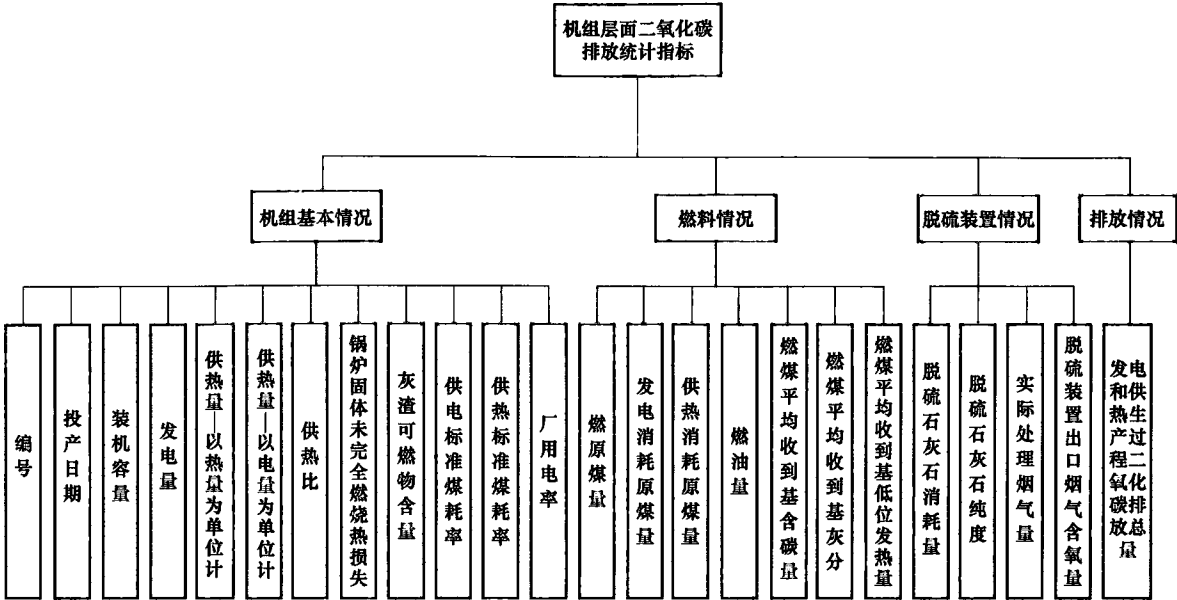 机组层面二氧化碳
排放统计指标
机组基本情况
燃料情况
脱硫装置情况
排放情况
编号
投产日期
装机容量
发电量
供热量—以热量为单位计
供热量—以电量为单位计
供热比
锅炉固体未完全燃烧热损失
灰渣可燃物含量
供电标准煤耗率
供热标准煤耗率
厂用电率
燃原煤量
发电消耗原煤量
供热消耗原煤量
燃油量
燃煤平均收到基含碳量
燃煤平均收到基灰分
燃煤平均收到基低位发热量
脱硫石灰石消耗量
脱硫石灰石纯度
实际处理烟气量
脱硫装置出口烟气含氧量
发电和供热生产过程二氧化碳排放总量